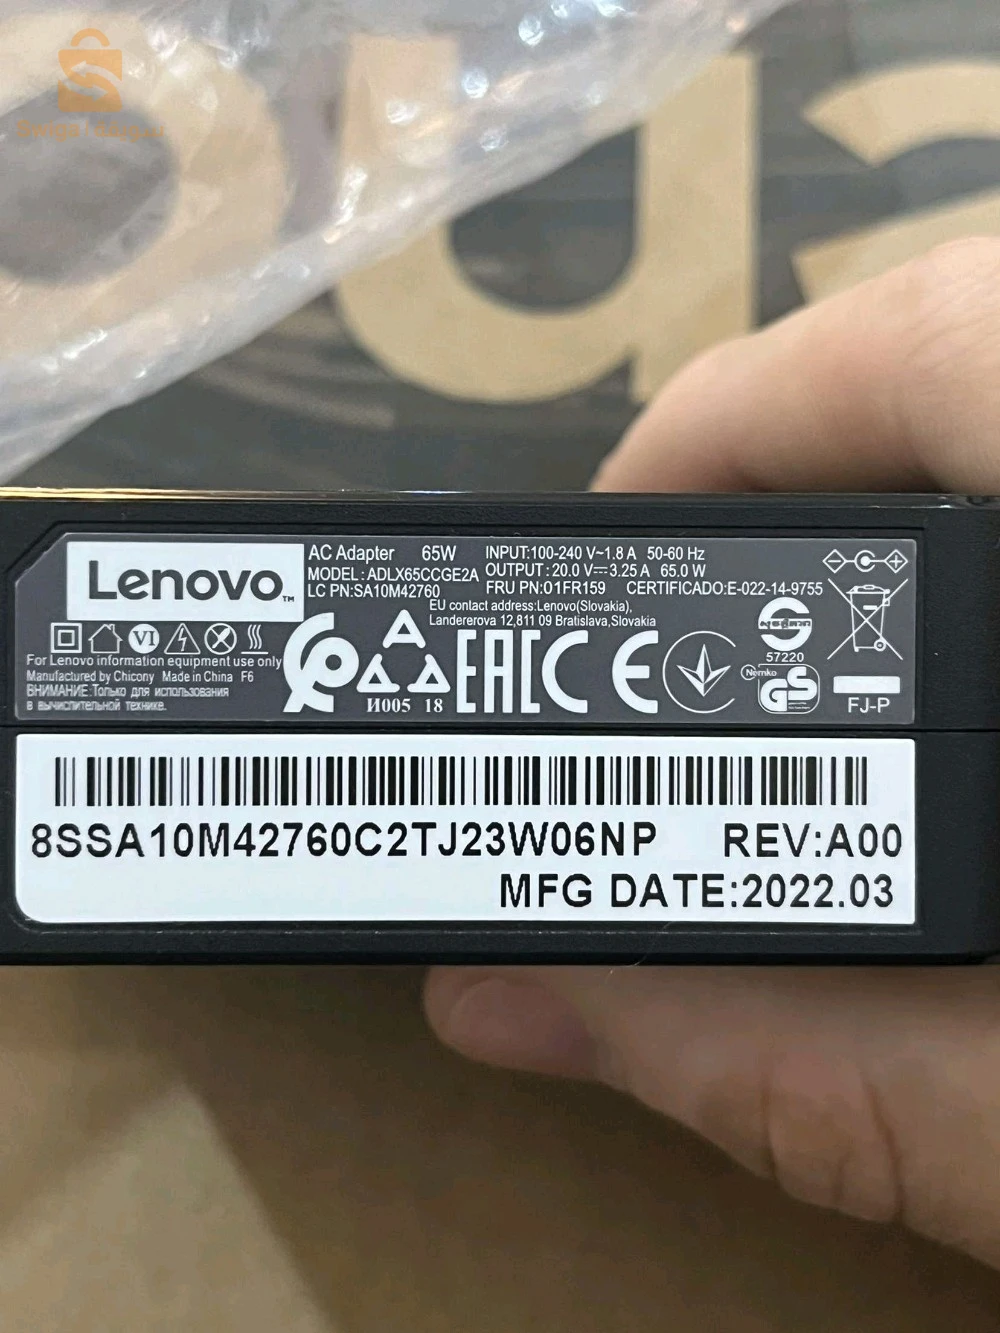 Lenovo™
AC Adapter 65W
MODEL:ADLX65CCGE2A
LC PN:SA10M42760
INPUT:100-240 V~1.8 A 50-60 Hz
OUTPUT:20.0 V⎓3.25 A 65.0 W
FRU PN:01FR159 CERTIFICADO:E-022-14-9755
EU contact address:Lenovo(Slovakia),
Landererova 12,811 09 Bratislava,Slovakia
VI
For Lenovo information equipment use only
Manufactured by Chicony Made in China F6
ВНИМАНИЕ:Только для использования
в вычислительной технике.
И005 18
EAC
CE
57220
Nemko
GS
FJ-P
8SSA10M42760C2TJ23W06NP REV:A00
MFG DATE:2022.03